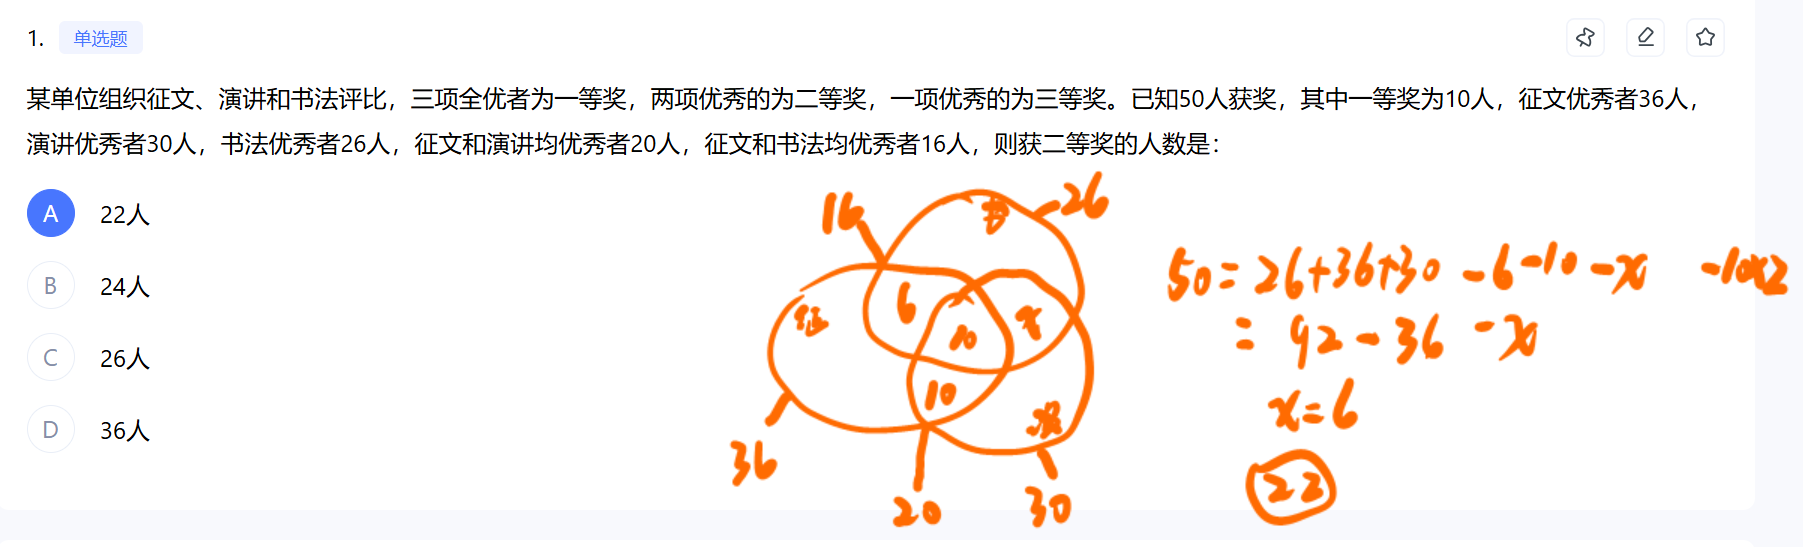 1. 单选题
某单位组织征文、演讲和书法评比，三项全优者为一等奖，两项优秀的为二等奖，一项优秀的为三等奖。已知50人获奖，其中一等奖为10人，征文优秀者36人，
演讲优秀者30人，书法优秀者26人，征文和演讲均优秀者20人，征文和书法均优秀者16人，则获二等奖的人数是：
A 22人
B 24人
C 26人
D 36人
16
书
26
征
6
10
x
10
演
36
20
30
50=26+36+30-6-10-x -10×2
=92-36-x
x=6
22